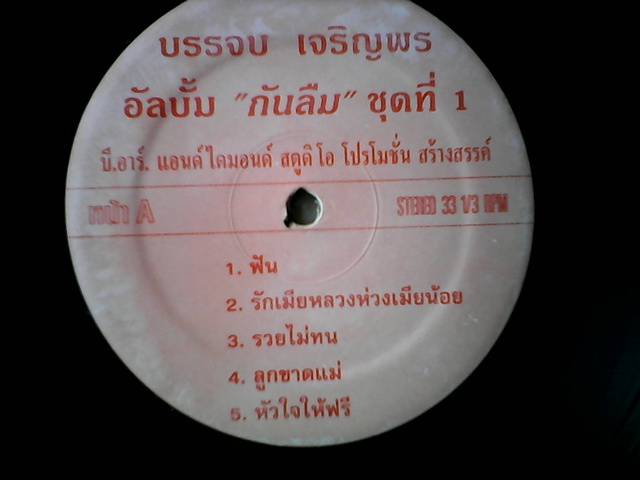 บรรจบ เจริญพร
อัลบั้ม "กันลืม" ชุดที่ 1
บี.อาร์. แอนด์ไดมอนด์ สตูดิโอ โปรโมชั่น สร้างสรรค์
หน้า A STEREO 33 1/3 RPM
1. ฟัน
2. รักเมียหลวงห่วงเมียน้อย
3. รวยไม่ทน
4. ลูกขาดแม่
5. หัวใจให้ฟรี